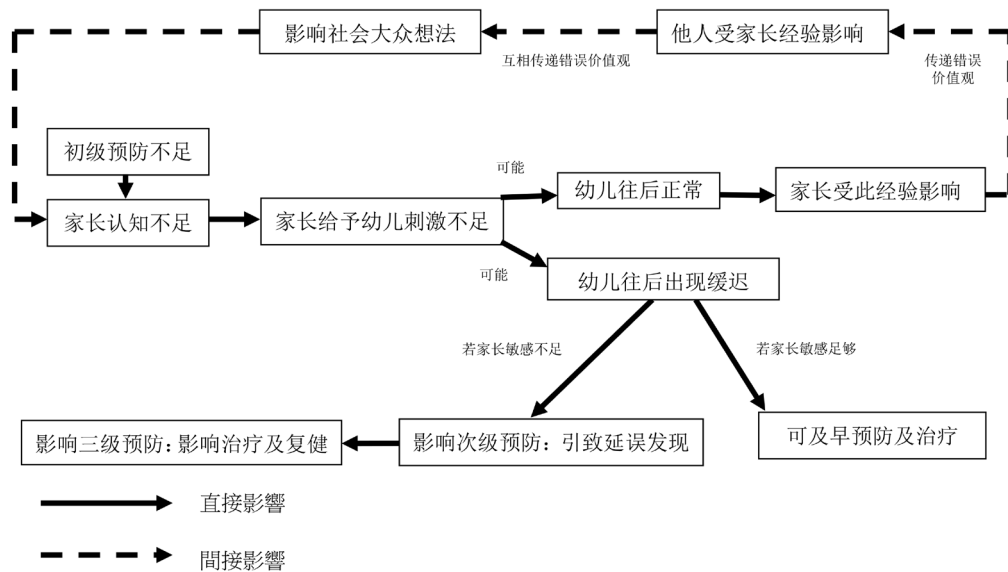 影响社会大众想法
他人受家长经验影响
互相传递错误价值观
传递错误
价值观
初级预防不足
可能
幼儿往后正常
家长受此经验影响
家长认知不足
家长给予幼儿刺激不足
可能
幼儿往后出现缓迟
若家长敏感不足
若家长敏感足够
影响三级预防：影响治疗及复健
影响次级预防：引致延误发现
可及早预防及治疗
直接影響
間接影響